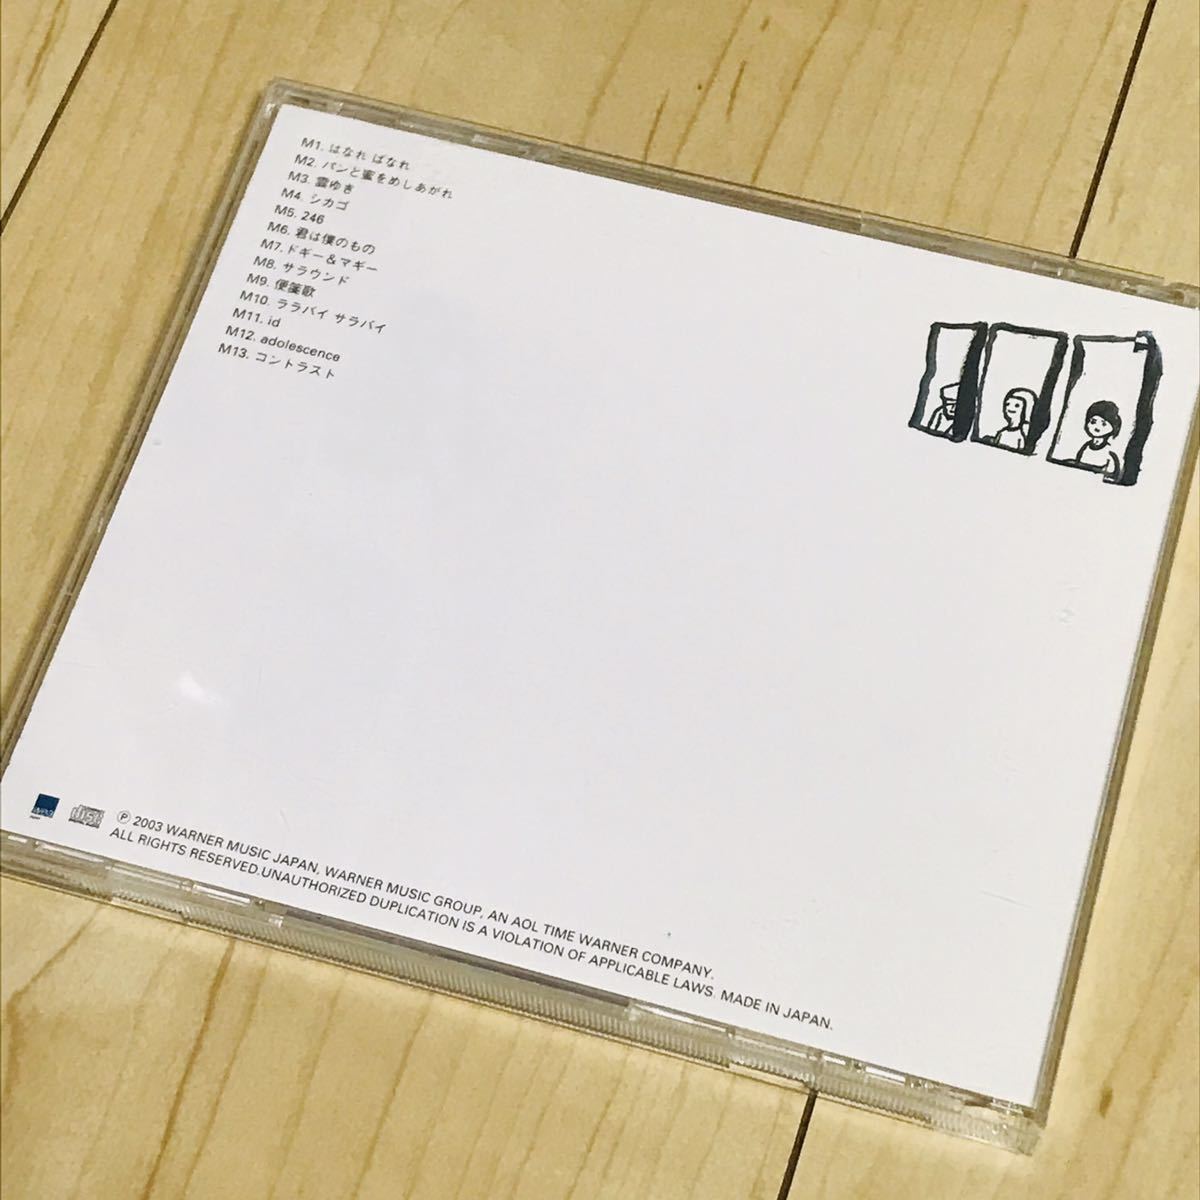 M1. はなれ ばなれ
M2. パンと蜜をめしあがれ
M3. 雲ゆき
M4. シカゴ
M5. 246
M6. 君は僕のもの
M7. ドギー&マギー
M8. サラウンド
M9. 便箋歌
M10. ララバイ サラバイ
M11. id
M12. adolescence
M13. コントラスト
disc
Ⓟ 2003 WARNER MUSIC JAPAN, WARNER MUSIC GROUP, AN AOL TIME WARNER COMPANY.
ALL RIGHTS RESERVED.UNAUTHORIZED DUPLICATION IS A VIOLATION OF APPLICABLE LAWS. MADE IN JAPAN.